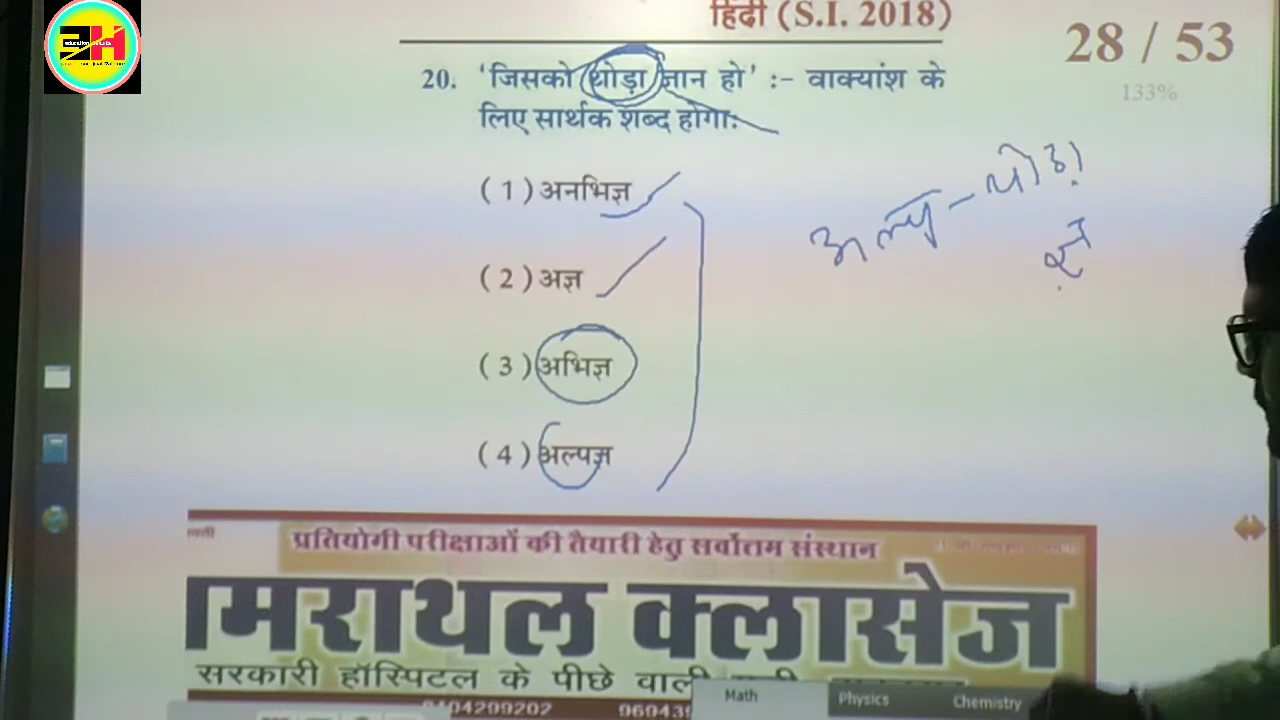 हिंदी (S.I. 2018)
28 / 53
133%
20. 'जिसको थोड़ा ज्ञान हो' :- वाक्यांश के
लिए सार्थक शब्द होगा:
(1) अनभिज्ञ
(2) अज्ञ
(3) अभिज्ञ
(4) अल्पज्ञ
अल्प - थोड़ा
ज्ञ
प्रतियोगी परीक्षाओं की तैयारी हेतु सर्वोतम संस्थान
मराथल क्लासेज
सरकारी हॉस्पिटल के पीछे वाली
Math
Physics
Chemistry